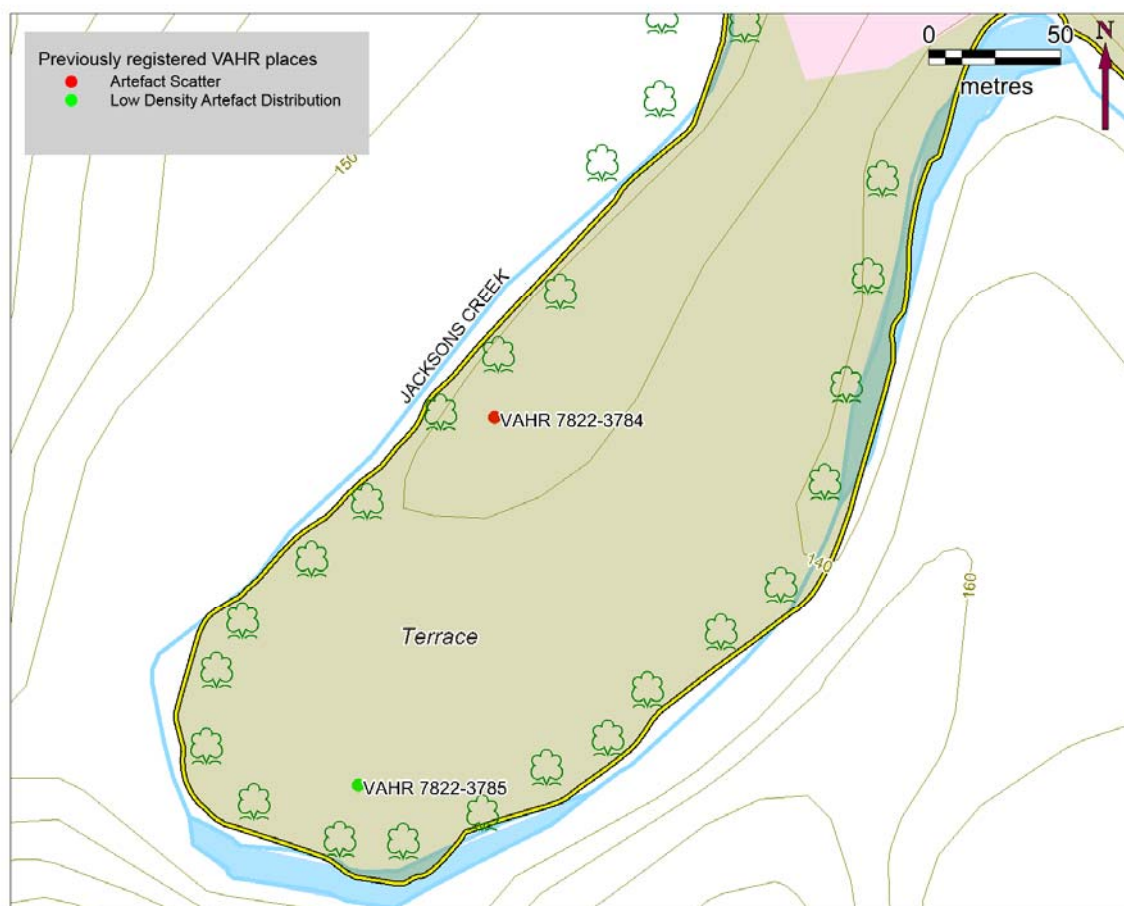 Previously registered VAHR places
Artefact Scatter
Low Density Artefact Distribution
0 50
metres
N
150
JACKSONS CREEK
VAHR 7822-3784
140
160
Terrace
VAHR 7822-3785